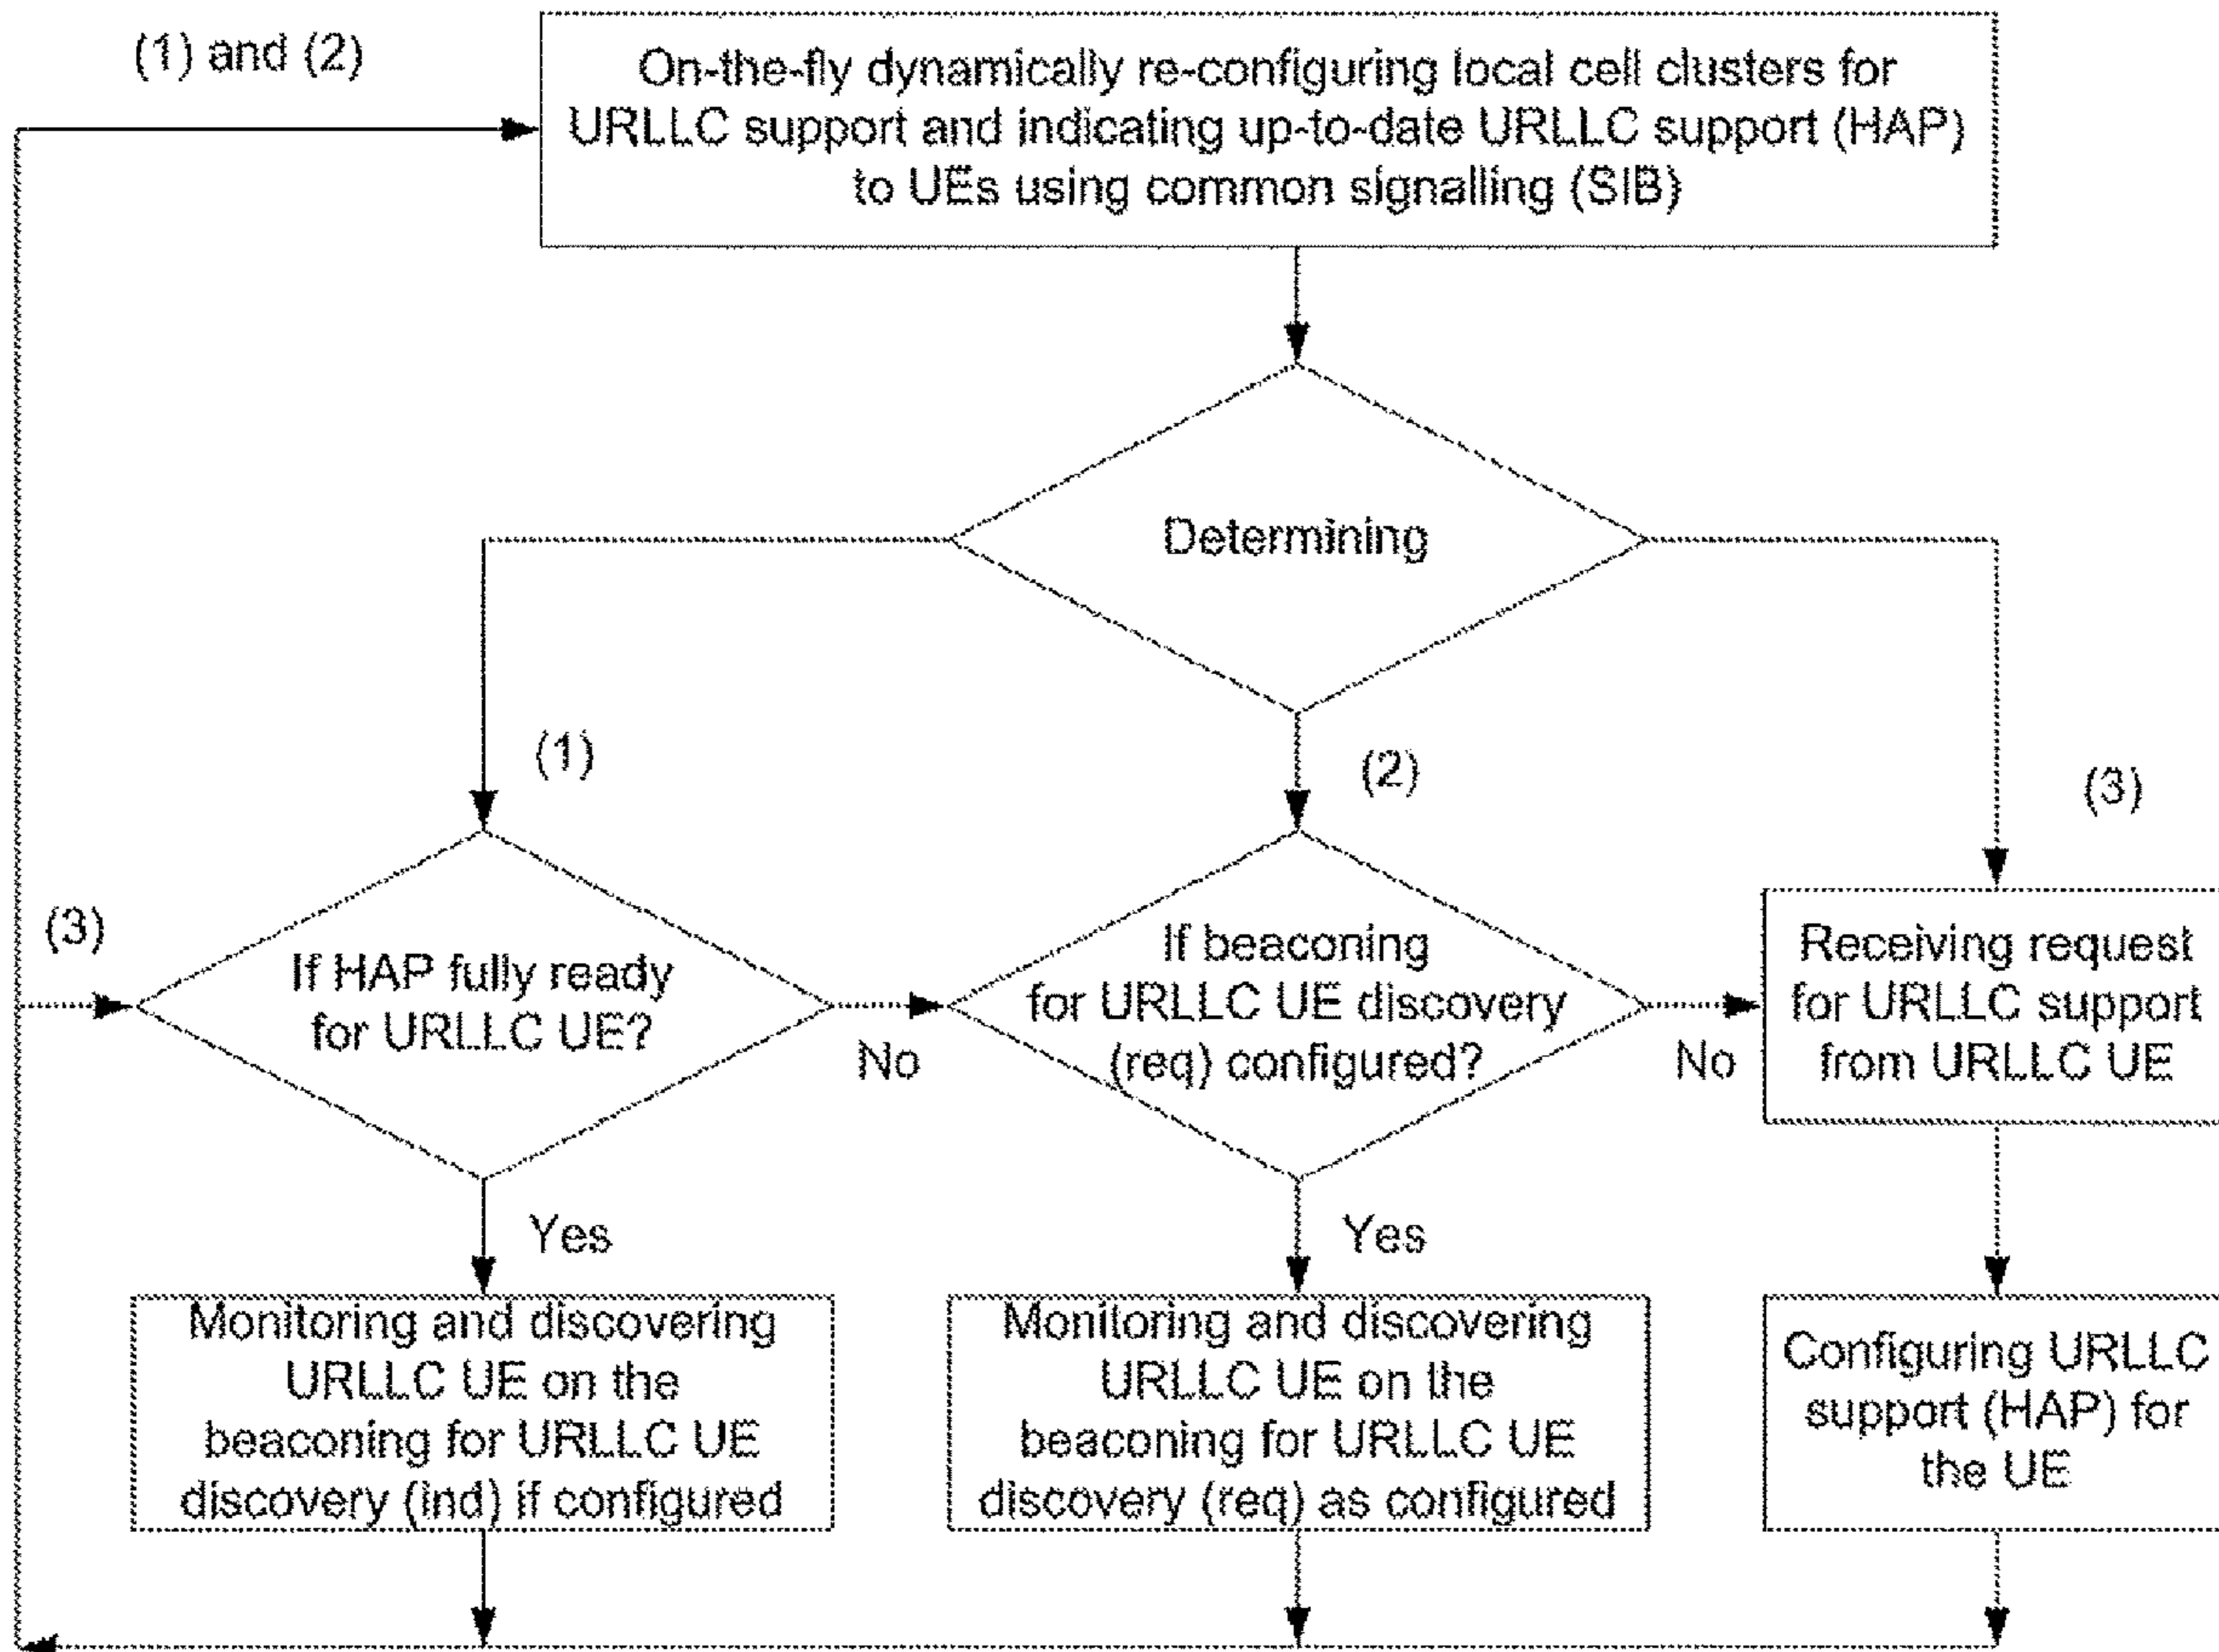 (1) and (2)
On-the-fly dynamically re-configuring local cell clusters for
URLLC support and indicating up-to-date URLLC support (HAP)
to UEs using common signalling (SIB)
Determining
(1)
(2)
(3)
(3)
If HAP fully ready
for URLLC UE?
No
If beaconing
for URLLC UE discovery
(req) configured?
No
Receiving request
for URLLC support
from URLLC UE
Yes
Yes
Monitoring and discovering
URLLC UE on the
beaconing for URLLC UE
discovery (ind) if configured
Monitoring and discovering
URLLC UE on the
beaconing for URLLC UE
discovery (req) as configured
Configuring URLLC
support (HAP) for
the UE